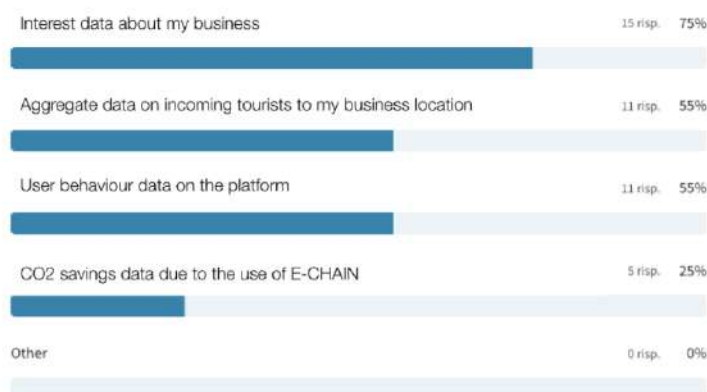 Interest data about my business 15 risp. 75%
Aggregate data on incoming tourists to my business location 11 risp. 55%
User behaviour data on the platform 11 risp. 55%
CO2 savings data due to the use of E-CHAIN 5 risp. 25%
Other 0 risp. 0%